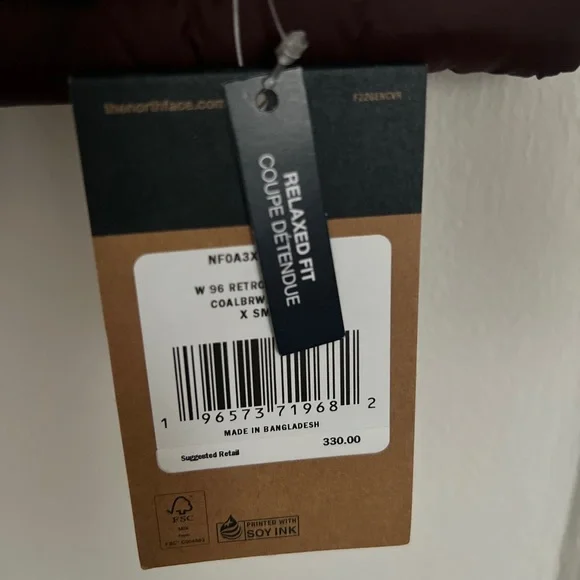 thenorthface.com
F22GENCVR
RELAXED FIT
COUPE DÉTENDUE
NF0A3X
W 96 RETRO
COALBRW
X SM
1 96573 71968 2
MADE IN BANGLADESH
330.00
Suggested Retail
FSC
PRINTED WITH
SOY INK